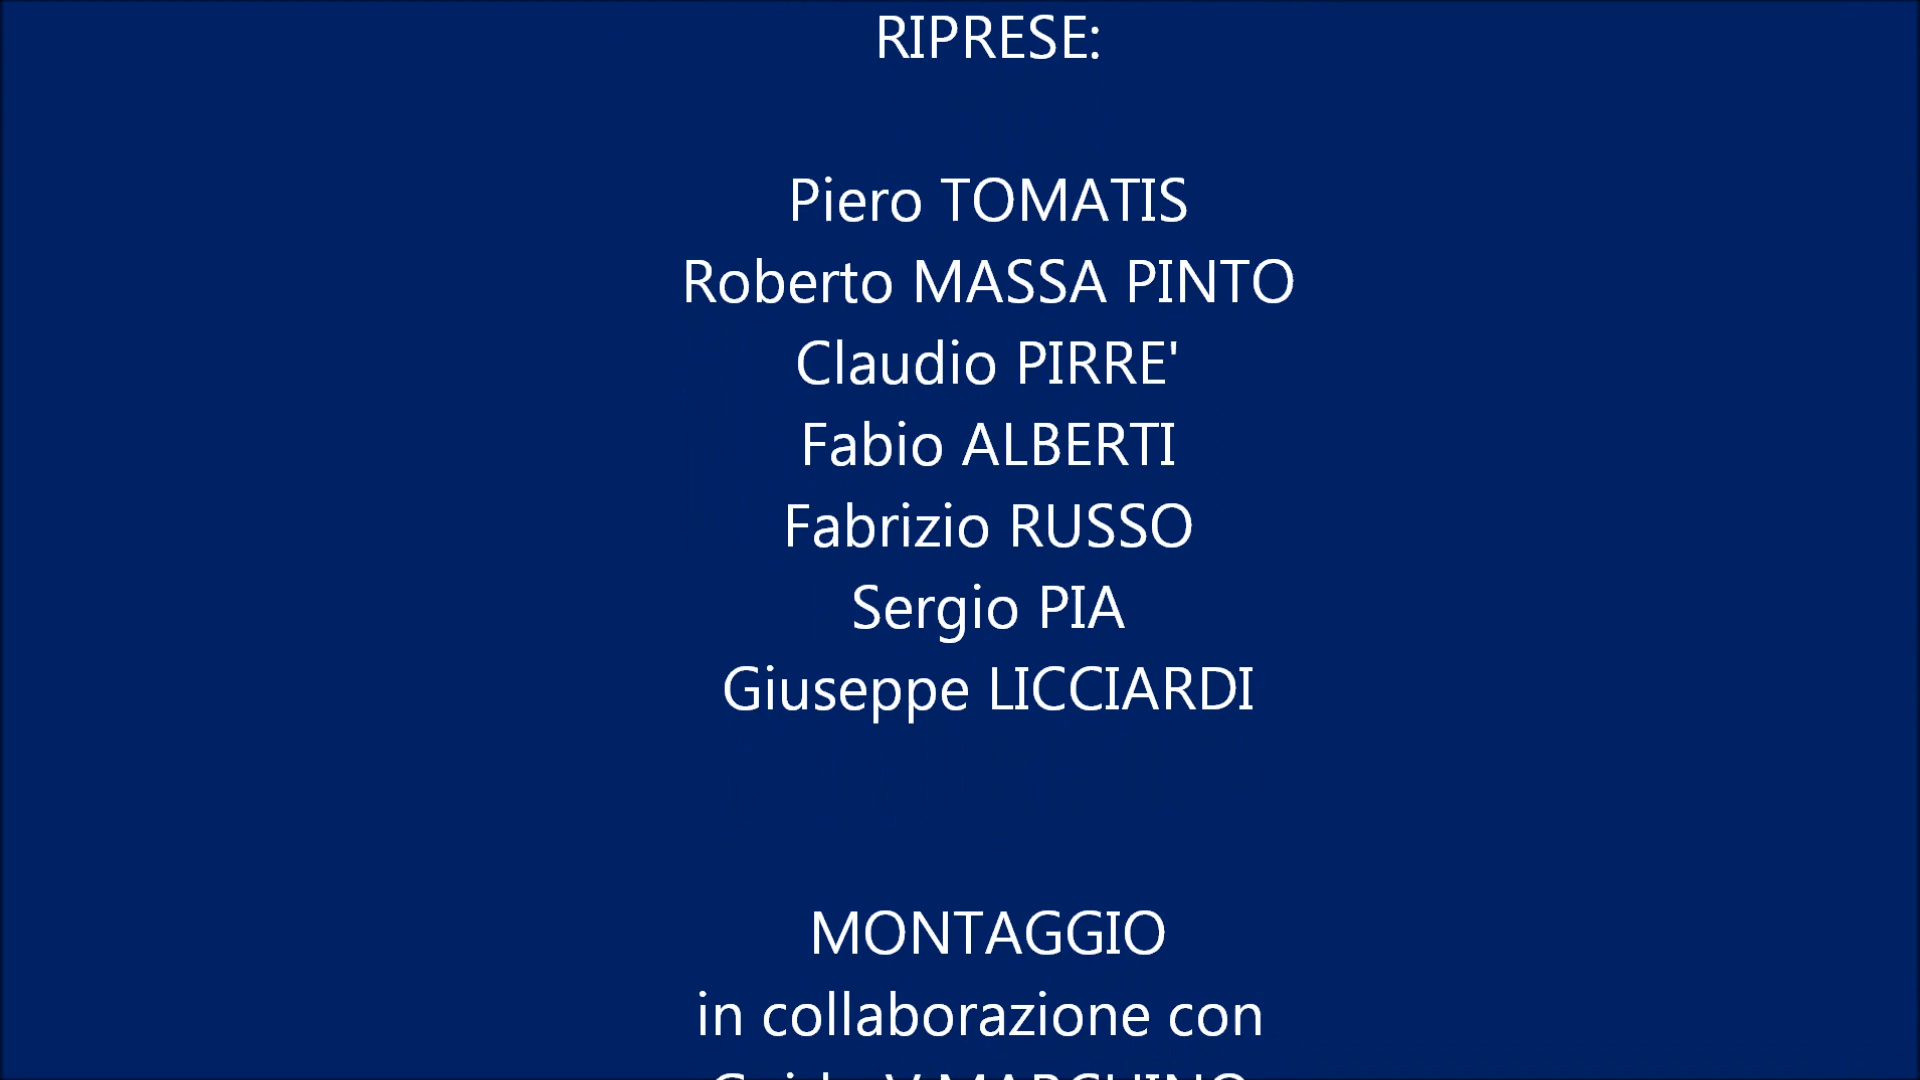 RIPRESE:
Piero TOMATIS
Roberto MASSA PINTO
Claudio PIRRE'
Fabio ALBERTI
Fabrizio RUSSO
Sergio PIA
Giuseppe LICCIARDI
MONTAGGIO
in collaborazione con